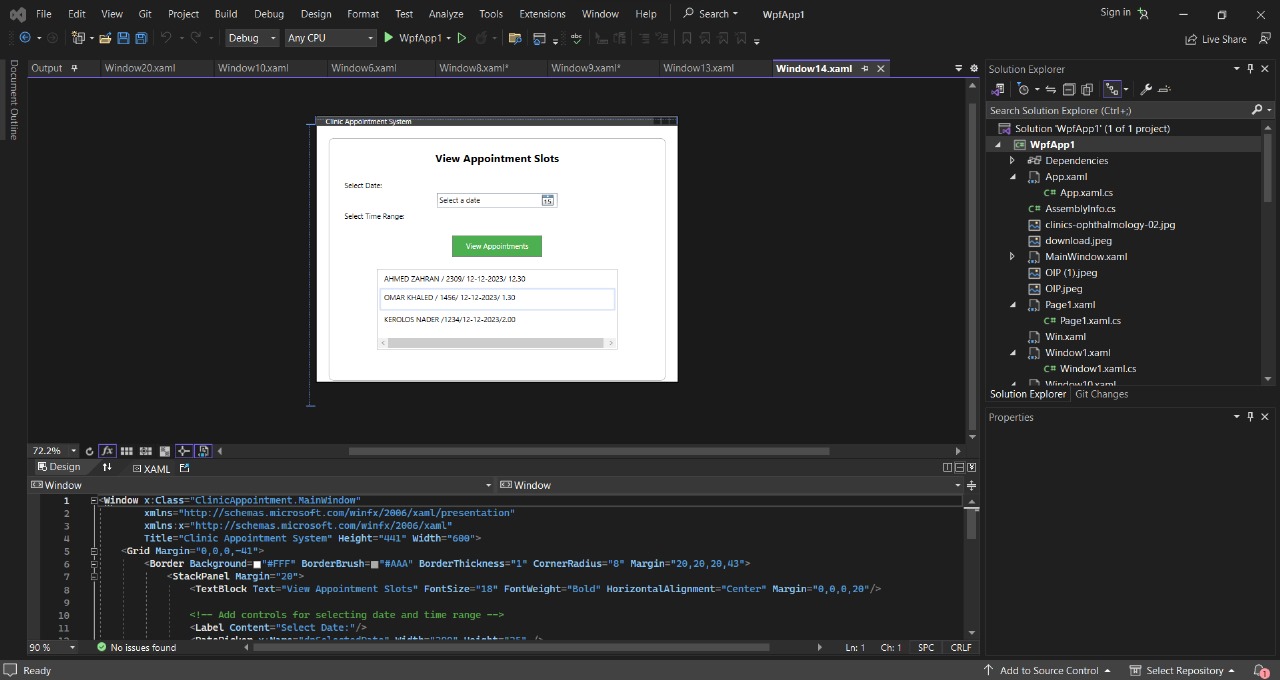 File Edit View Git Project Build Debug Design Format Test Analyze Tools Extensions Window Help Search WpfApp1 Sign in
Debug Any CPU WpfApp1 Live Share
Document Outline
Output Window20.xaml Window10.xaml Window6.xaml Window8.xaml* Window9.xaml* Window13.xaml Window14.xaml
Clinic Appointment System
View Appointment Slots
Select Date:
Select a date 15
Select Time Range:
View Appointments
AHMED ZAHRAN / 2309/ 12-12-2023/ 12.30
OMAR KHALED / 1456/ 12-12-2023/ 1.30
KEROLOS NADER /1234/12-12-2023/2.00
Solution Explorer
Search Solution Explorer (Ctrl+;)
Solution 'WpfApp1' (1 of 1 project)
WpfApp1
Dependencies
App.xaml
C# App.xaml.cs
C# AssemblyInfo.cs
clinics-ophthalmology-02.jpg
download.jpeg
MainWindow.xaml
OIP (1).jpeg
OIP.jpeg
Page1.xaml
C# Page1.xaml.cs
Win.xaml
Window1.xaml
C# Window1.xaml.cs
Window10.xaml
Solution Explorer Git Changes
Properties
72.2% fx
Design XAML
Window Window
1 <Window x:Class="ClinicAppointment.MainWindow"
2 xmlns="http://schemas.microsoft.com/winfx/2006/xaml/presentation"
3 xmlns:x="http://schemas.microsoft.com/winfx/2006/xaml"
4 Title="Clinic Appointment System" Height="441" Width="600">
5 <Grid Margin="0,0,0,-41">
6 <Border Background="#FFF" BorderBrush="#AAA" BorderThickness="1" CornerRadius="8" Margin="20,20,20,43">
7 <StackPanel Margin="20">
8 <TextBlock Text="View Appointment Slots" FontSize="18" FontWeight="Bold" HorizontalAlignment="Center" Margin="0,0,0,20"/>
9
10 <!-- Add controls for selecting date and time range -->
11 <Label Content="Select Date:"/>
12 <DatePicker x:Name="dpSelectedDate" Width="200" Height="25" />
90 % No issues found Ln: 1 Ch: 1 SPC CRLF
Ready Add to Source Control Select Repository 1